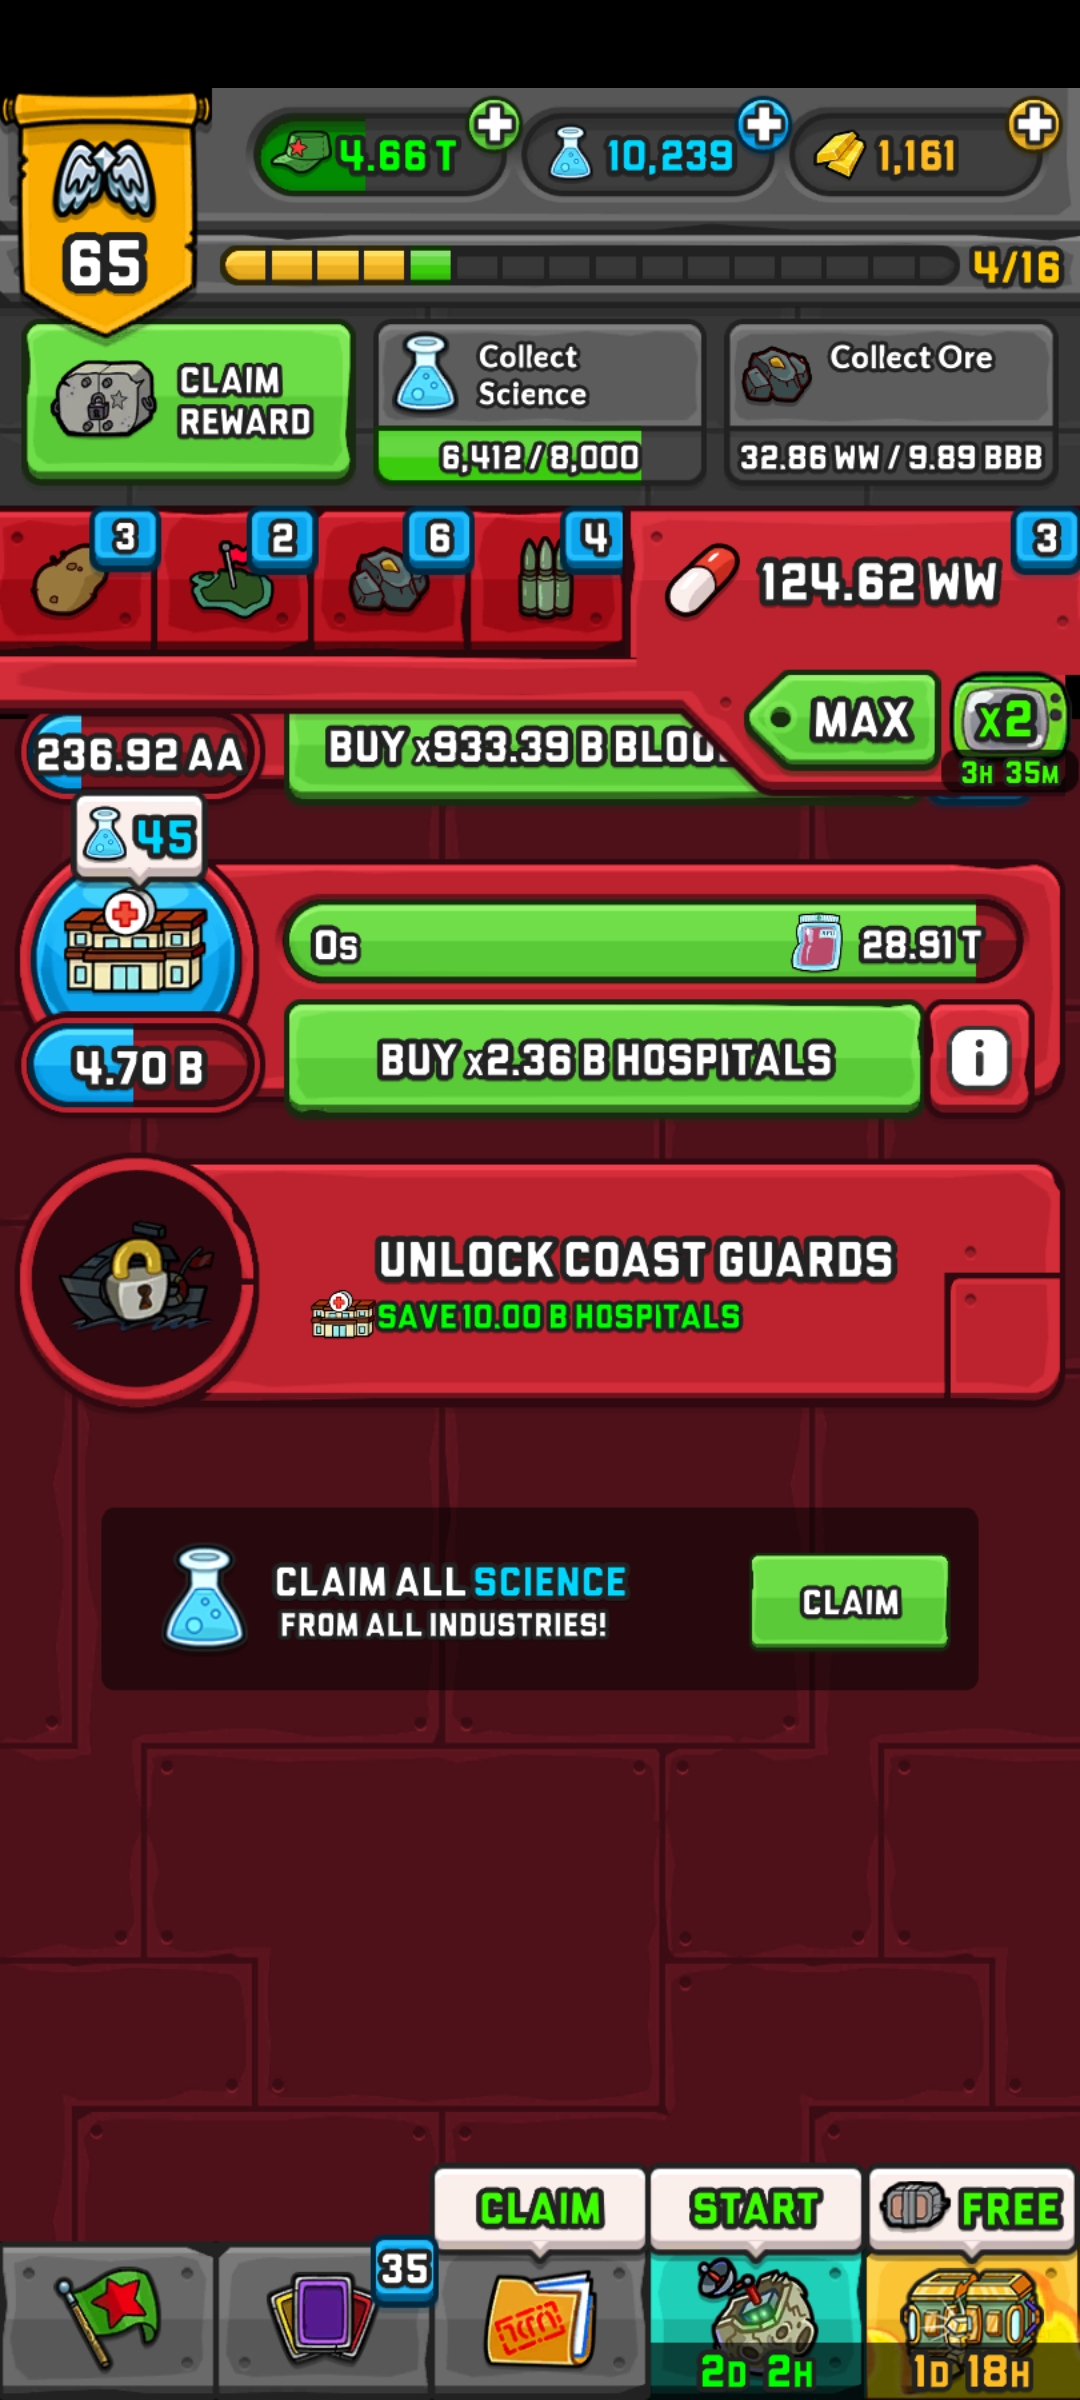 4.66 T
10,239
1,161
65
4/16
CLAIM
REWARD
Collect
Science
6,412 / 8,000
Collect Ore
32.86 WW / 9.89 BBB
3
2
6
4
124.62 WW
3
MAX
x2
3H 35M
236.92 AA
BUY x933.39 B
45
0s
28.91 T
4.70 B
BUY x2.36 B HOSPITALS
i
UNLOCK COAST GUARDS
SAVE 10.00 B HOSPITALS
CLAIM ALL SCIENCE
FROM ALL INDUSTRIES!
CLAIM
CLAIM
START
FREE
35
2D 2H
1D 18H